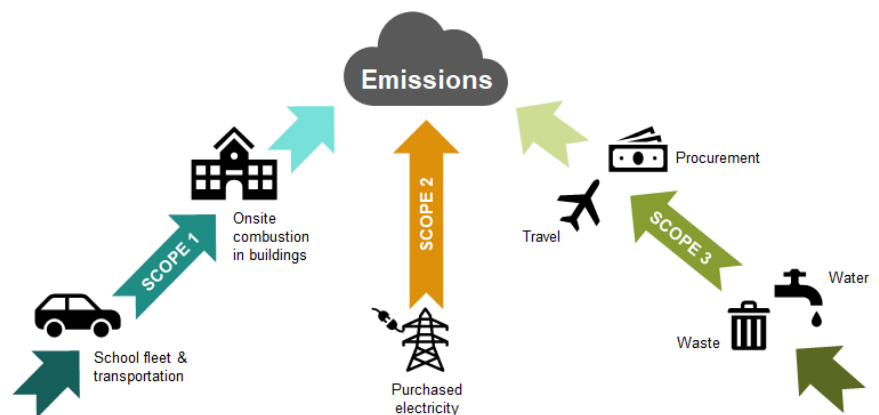 Emissions
SCOPE 1
Onsite
combustion
in buildings
School fleet &
transportation
SCOPE 2
Purchased
electricity
Procurement
Travel
SCOPE 3
Water
Waste